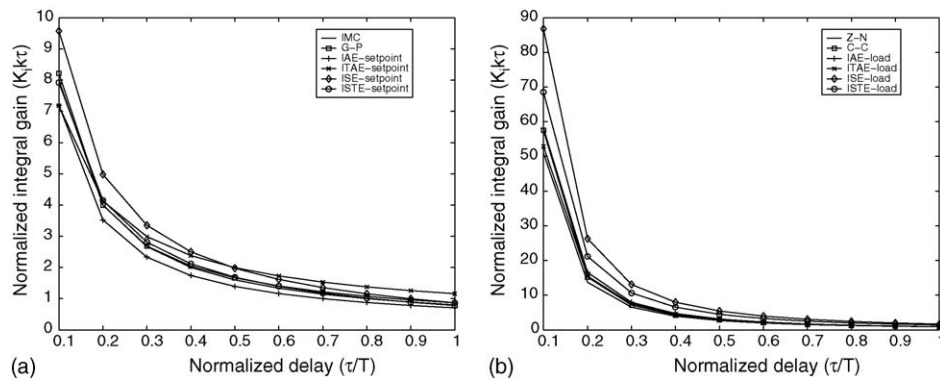 10
9
8
7
6
5
4
3
2
1
0
Normalized integral gain (Kᵢkτ)
IMC
G–P
IAE–setpoint
ITAE–setpoint
ISE–setpoint
ISTE–setpoint
0.1 0.2 0.3 0.4 0.5 0.6 0.7 0.8 0.9 1
Normalized delay (τ/T)
(a)
90
80
70
60
50
40
30
20
10
0
Normalized integral gain (Kᵢkτ)
Z–N
C–C
IAE–load
ITAE–load
ISE–load
ISTE–load
0.1 0.2 0.3 0.4 0.5 0.6 0.7 0.8 0.9 1
Normalized delay (τ/T)
(b)